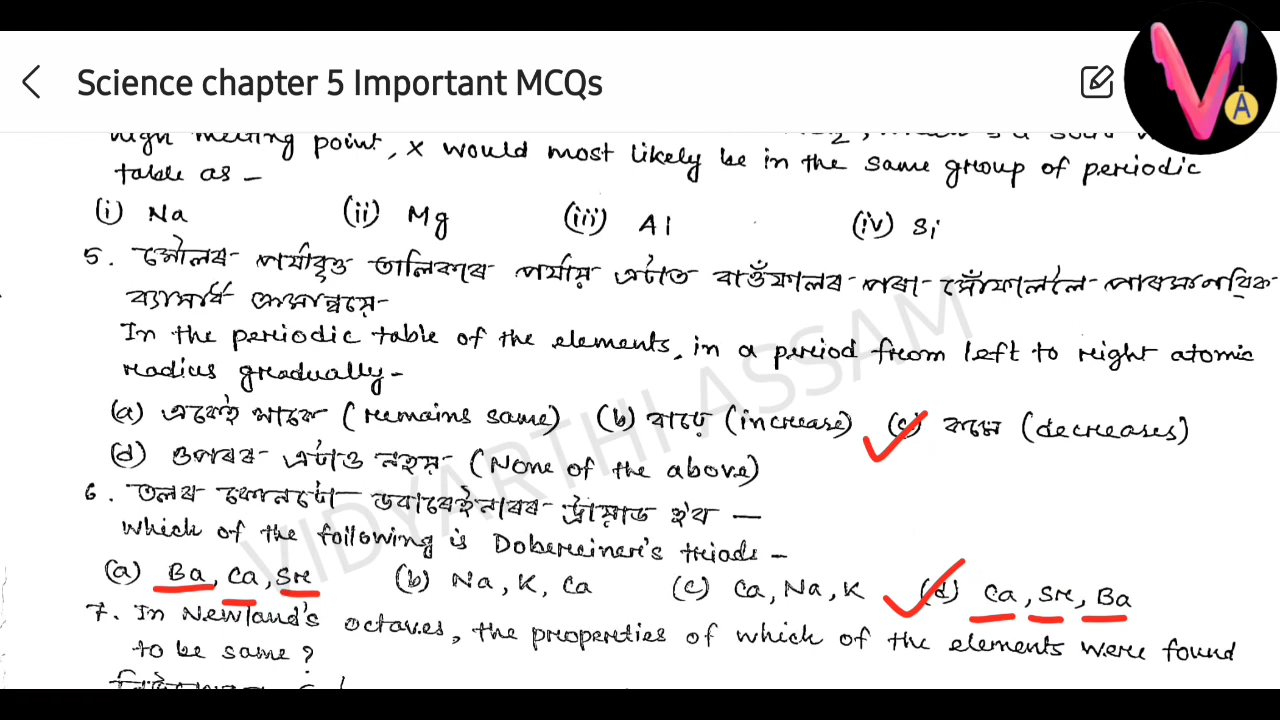 Science chapter 5 Important MCQs
V
A
high melting point, X would most likely be in the same group of periodic
table as –
(i) Na (ii) Mg (iii) Al (iv) Si
5. মৌলৰ পৰ্যাবৃত্ত তালিকাৰে পৰ্যায় এটাত বাওঁফালৰ পৰা সোঁফাললৈ পাৰমাণৱিক
ব্যাসাৰ্ধ ক্ৰমান্বয়ে-
In the periodic table of the elements, in a period from left to right atomic
radius gradually-
(a) একেই থাকে (remains same) (b) বাঢ়ে (increase) (c) কমে (decreases)
(d) ওপৰৰ এটাও নহয় (None of the above)
6. তলৰ কোনটো ডবাৰেইনাৰৰ ট্ৰায়াড হ'ব —
Which of the following is Dobereiner's triads -
(a) Ba, Ca, Sr (b) Na, K, Ca (c) Ca, Na, K (d) Ca, Sr, Ba
7. In Newland's octaves, the properties of which of the elements were found
to be same?
VIDYARTHI ASSAM